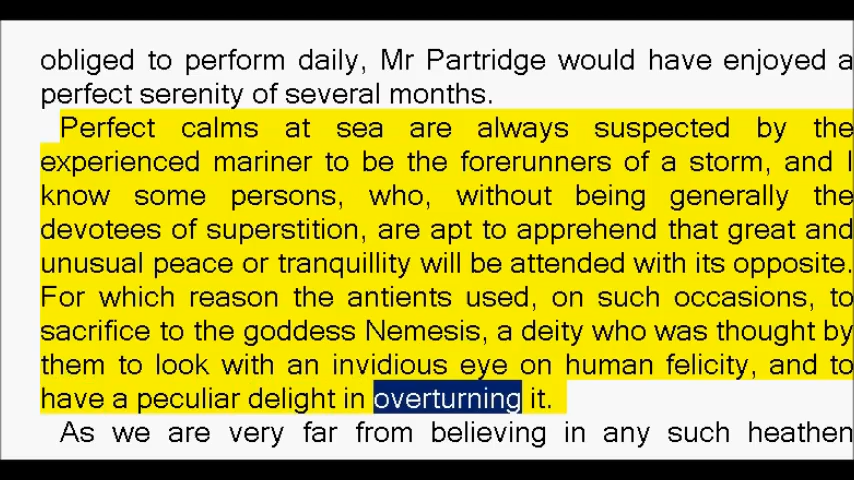 obliged to perform daily, Mr Partridge would have enjoyed a
perfect serenity of several months.
Perfect calms at sea are always suspected by the
experienced mariner to be the forerunners of a storm, and I
know some persons, who, without being generally the
devotees of superstition, are apt to apprehend that great and
unusual peace or tranquillity will be attended with its opposite.
For which reason the antients used, on such occasions, to
sacrifice to the goddess Nemesis, a deity who was thought by
them to look with an invidious eye on human felicity, and to
have a peculiar delight in overturning it.
As we are very far from believing in any such heathen